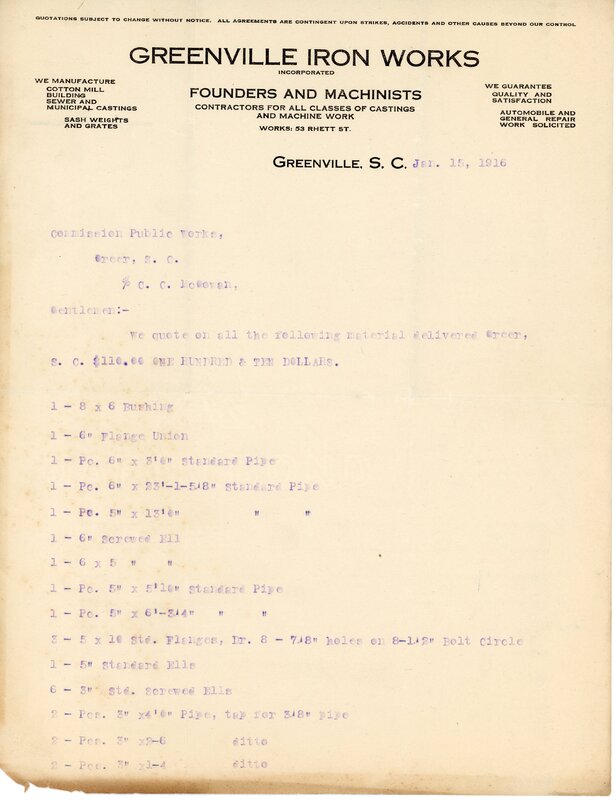 QUOTATIONS SUBJECT TO CHANGE WITHOUT NOTICE. ALL AGREEMENTS ARE CONTINGENT UPON STRIKES, ACCIDENTS AND OTHER CAUSES BEYOND OUR CONTROL
GREENVILLE IRON WORKS
INCORPORATED
WE MANUFACTURE
COTTON MILL
BUILDING
SEWER AND
MUNICIPAL CASTINGS
SASH WEIGHTS
AND GRATES
FOUNDERS AND MACHINISTS
CONTRACTORS FOR ALL CLASSES OF CASTINGS
AND MACHINE WORK
WORKS: 53 RHETT ST.
WE GUARANTEE
QUALITY AND
SATISFACTION
AUTOMOBILE AND
GENERAL REPAIR
WORK SOLICITED
GREENVILLE, S. C. Jan. 15, 1916
Commission Public Works,
Greer, S. C.
% C. C. McGowan,
Gentlemen:-
We quote on all the following material delivered Greer,
S. C. $110.00 ONE HUNDRED & TEN DOLLARS.
1 - 8 x 6 Bushing
1 - 6" Flange Union
1 - Pc. 6" x 3'0" Standard Pipe
1 - Pc. 6" x 23'-1-5/8" Standard Pipe
1 - Pc. 5" x 13'0" " "
1 - 6" Screwed Ell
1 - 6 x 5 " "
1 - Pc. 5" x 5'10" Standard Pipe
1 - Pc. 5" x 6'-3/4" " "
3 - 5 x 10 Std. Flanges, Dr. 8 - 7/8" holes on 8-1/2" Bolt Circle
1 - 5" Standard Ells
6 - 3" Std. Screwed Ells
2 - Pcs. 3" x4'0" Pipe, tap for 3/8" pipe
2 - Pcs. 3" x2-6 ditto
2 - Pcs. 3" x1-4 ditto